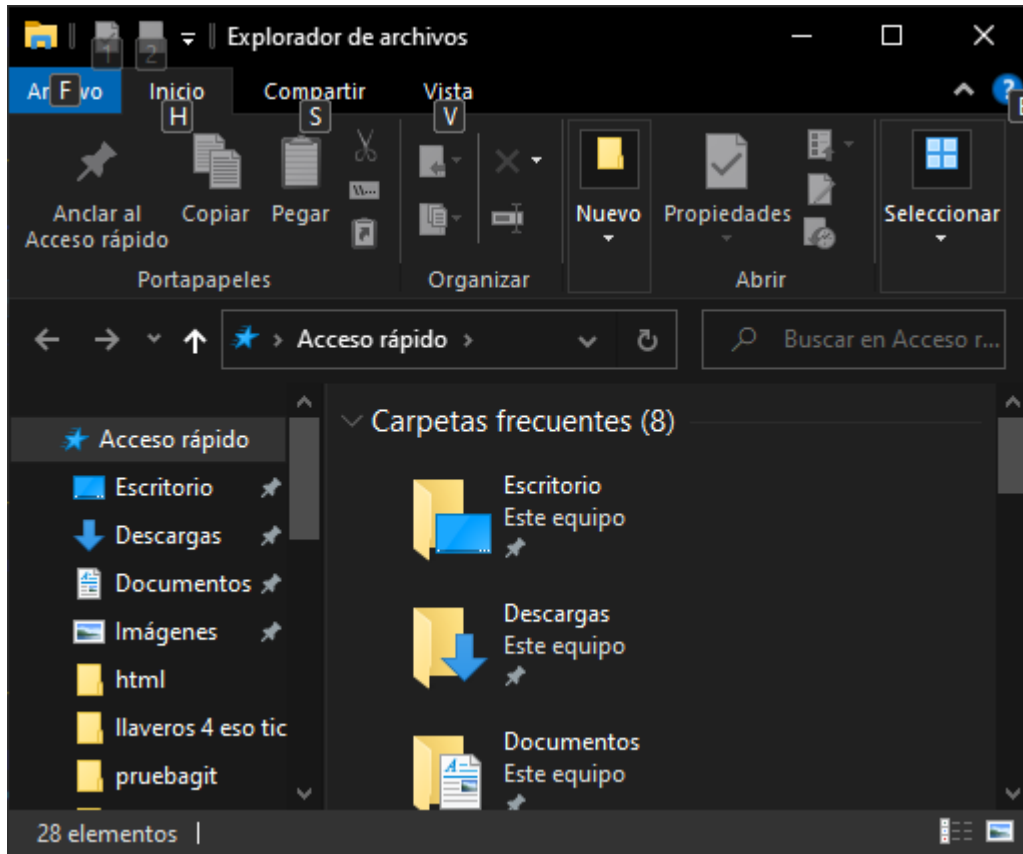 1 2 Explorador de archivos
Archivo Inicio Compartir Vista
F H S V E
Anclar al
Acceso rápido
Copiar
Pegar
W...
Portapapeles
Organizar
Nuevo
Propiedades
Abrir
Seleccionar
Acceso rápido
Buscar en Acceso r...
Acceso rápido
Escritorio
Descargas
Documentos
Imágenes
html
llaveros 4 eso tic
pruebagit
Carpetas frecuentes (8)
Escritorio
Este equipo
Descargas
Este equipo
Documentos
Este equipo
28 elementos